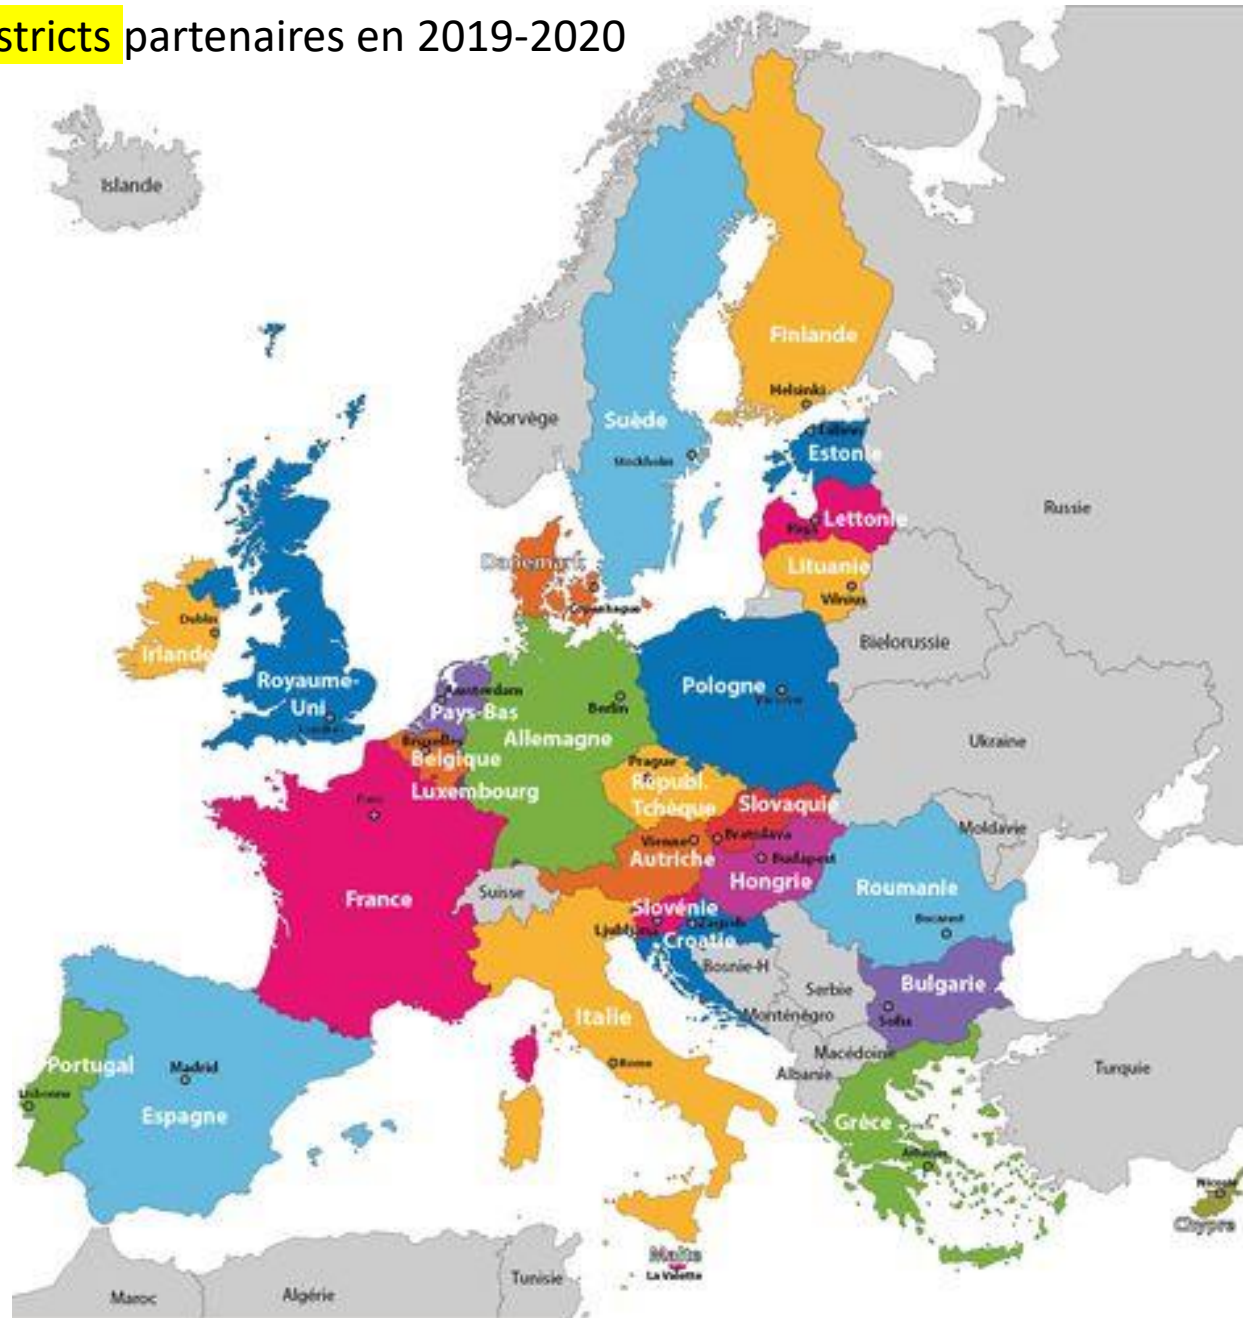 stricts partenaires en 2019-2020
Islande
Finlande
Helsinki
Norvège
Suède
Stockholm
Tallinn
Estonie
Russie
Lettonie
Riga
Danemark
Lituanie
Copenhague
Vilnius
Dublin
Irlande
Bielorussie
Royaume-
Uni
Londres
Amsterdam
Pays-Bas
Berlin
Pologne
Varsovie
Allemagne
Bruxelles
Belgique
Ukraine
Prague
Républ.
Tchèque
Luxembourg
Paris
Slovaquie
Bratislava
Vienne
Autriche
Budapest
Hongrie
Moldavie
France
Suisse
Roumanie
Bucarest
Slovénie
Ljubljana
Zagreb
Croatie
Bosnie-H
Serbie
Bulgarie
Sofia
Italie
Monténégro
Macédoine
Albanie
Turquie
Portugal
Madrid
Lisbonne
Espagne
Rome
Grèce
Athènes
Nicosie
Chypre
Malte
La Valette
Tunisie
Algérie
Maroc